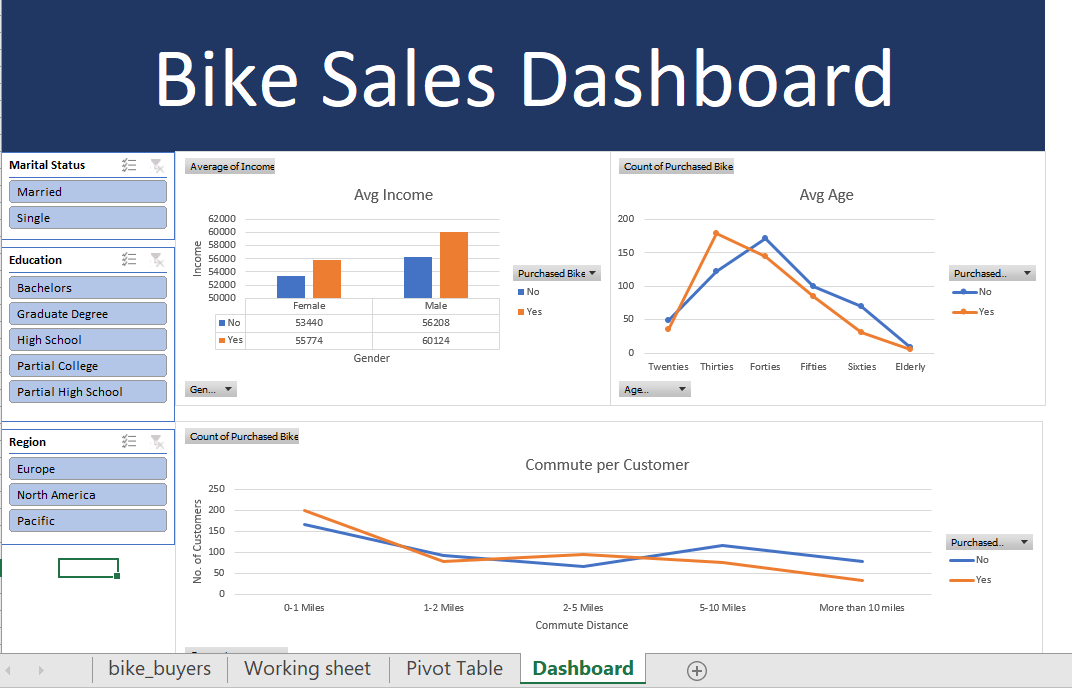 Bike Sales Dashboard
Marital Status
Married
Single
Education
Bachelors
Graduate Degree
High School
Partial College
Partial High School
Region
Europe
North America
Pacific
Average of Income
Avg Income
62000
60000
58000
56000
54000
52000
50000
Income
Female Male
No 53440 56208
Yes 55774 60124
Gender
Purchased Bike
No
Yes
Gen...
Count of Purchased Bike
Avg Age
200
150
100
50
0
Twenties Thirties Forties Fifties Sixties Elderly
Purchased..
No
Yes
Age...
Count of Purchased Bike
Commute per Customer
250
200
150
100
50
0
No. of Customers
0-1 Miles 1-2 Miles 2-5 Miles 5-10 Miles More than 10 miles
Commute Distance
Purchased..
No
Yes
bike_buyers Working sheet Pivot Table Dashboard